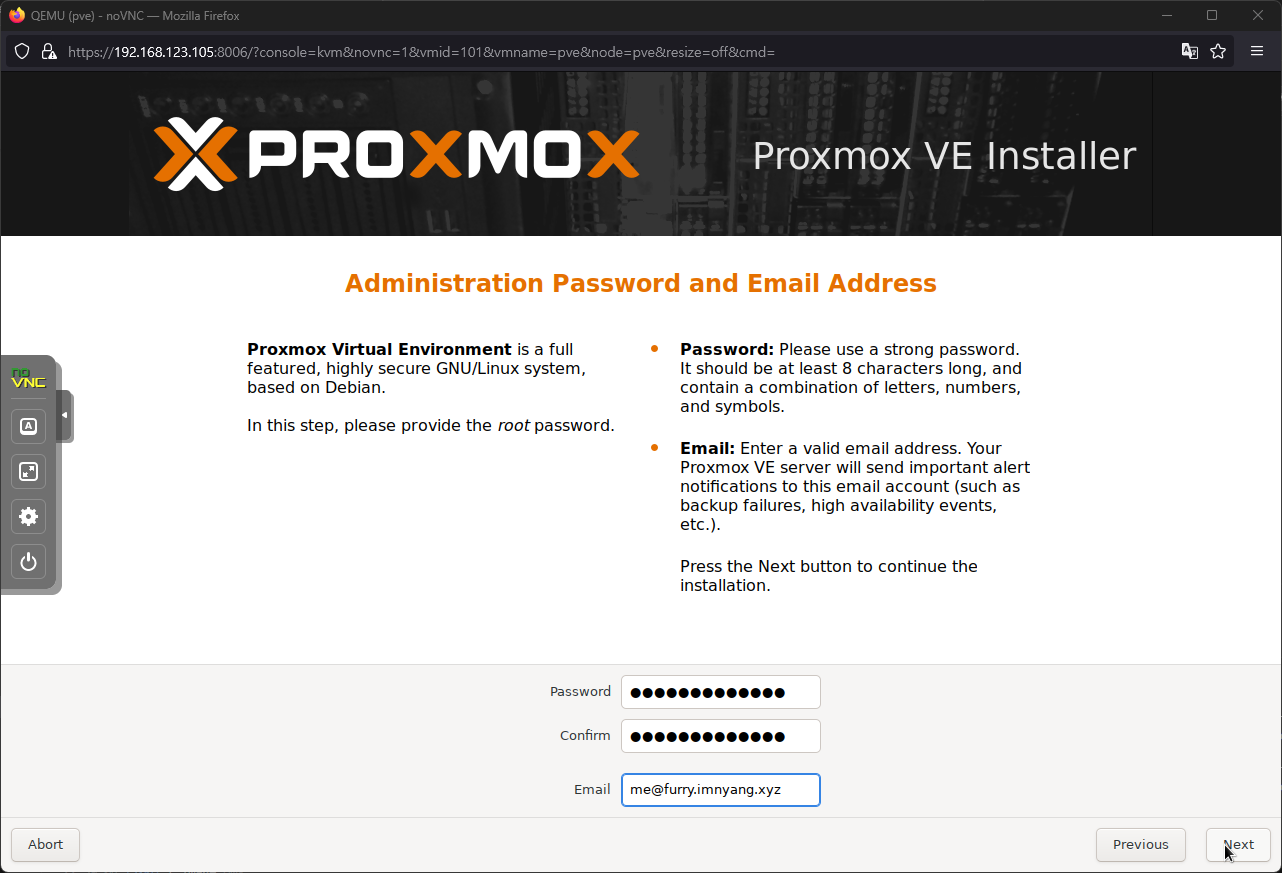 QEMU (pve) - noVNC — Mozilla Firefox
https://192.168.123.105:8006/?console=kvm&novnc=1&vmid=101&vmname=pve&node=pve&resize=off&cmd=
PROXMOX
Proxmox VE Installer
Administration Password and Email Address
Proxmox Virtual Environment is a full
featured, highly secure GNU/Linux system,
based on Debian.
In this step, please provide the root password.
Password: Please use a strong password.
It should be at least 8 characters long, and
contain a combination of letters, numbers,
and symbols.
Email: Enter a valid email address. Your
Proxmox VE server will send important alert
notifications to this email account (such as
backup failures, high availability events,
etc.).
Press the Next button to continue the
installation.
no
VNC
A
Password ●●●●●●●●●●●●●
Confirm ●●●●●●●●●●●●●
Email me@furry.imnyang.xyz
Abort
Previous
Next